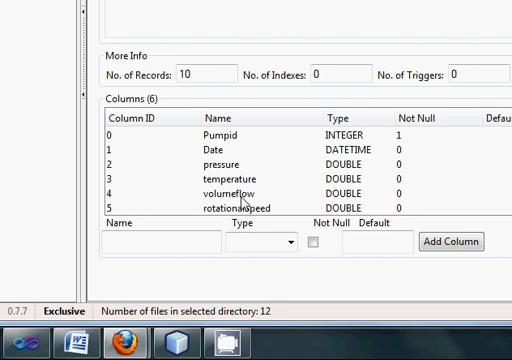 More Info
No. of Records: 10 No. of Indexes: 0 No. of Triggers: 0
Columns (6)
Column ID Name Type Not Null Defau
0 Pumpid INTEGER 1
1 Date DATETIME 0
2 pressure DOUBLE 0
3 temperature DOUBLE 0
4 volumeflow DOUBLE 0
5 rotationalspeed DOUBLE 0
Name Type Not Null Default
Add Column
0.7.7 Exclusive Number of files in selected directory: 12